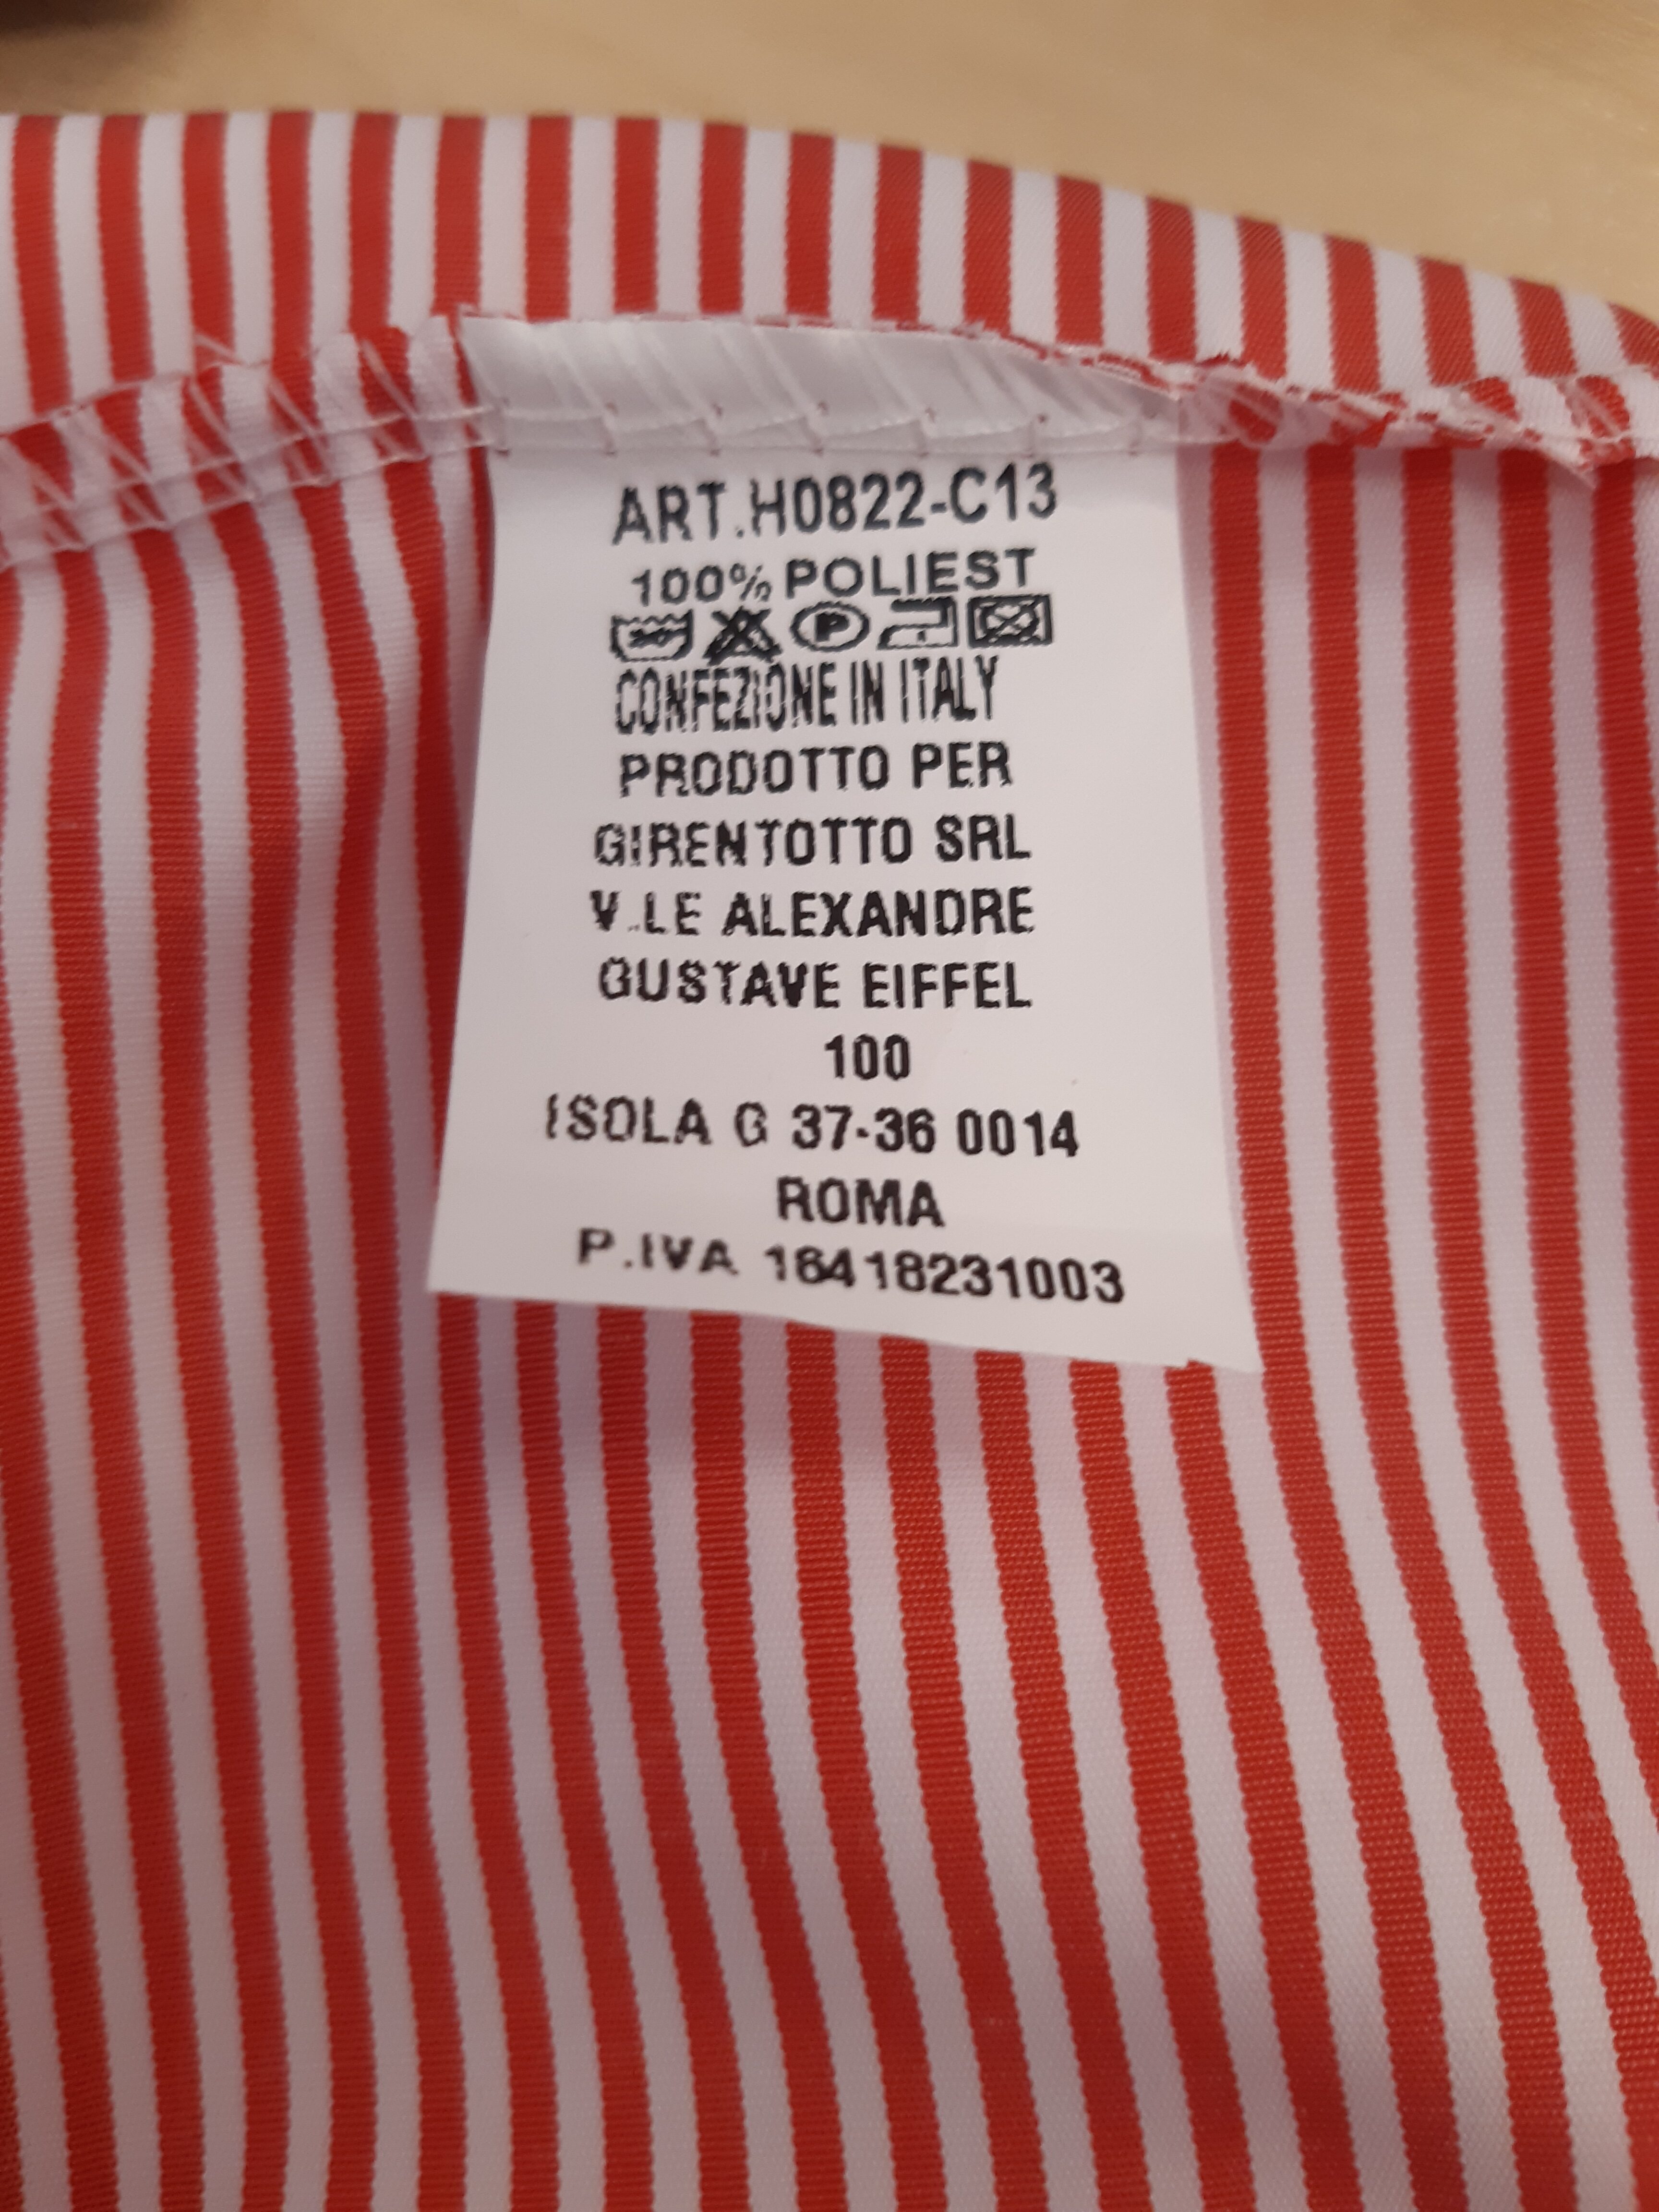 ART.H0822-C13
100% POLIEST
CONFEZIONE IN ITALY
PRODOTTO PER
GIRENTOTTO SRL
V.LE ALEXANDRE
GUSTAVE EIFFEL
100
ISOLA G 37-36 0014
ROMA
P.IVA 16418231003